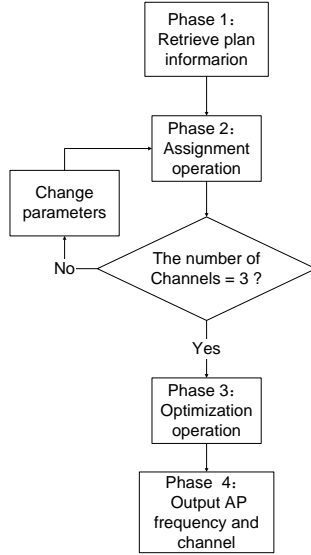 Phase 1：
Retrieve plan
informarion
Phase 2：
Assignment
operation
Change
parameters
The number of
Channels = 3 ?
No
Yes
Phase 3：
Optimization
operation
Phase 4：
Output AP
frequency and
channel